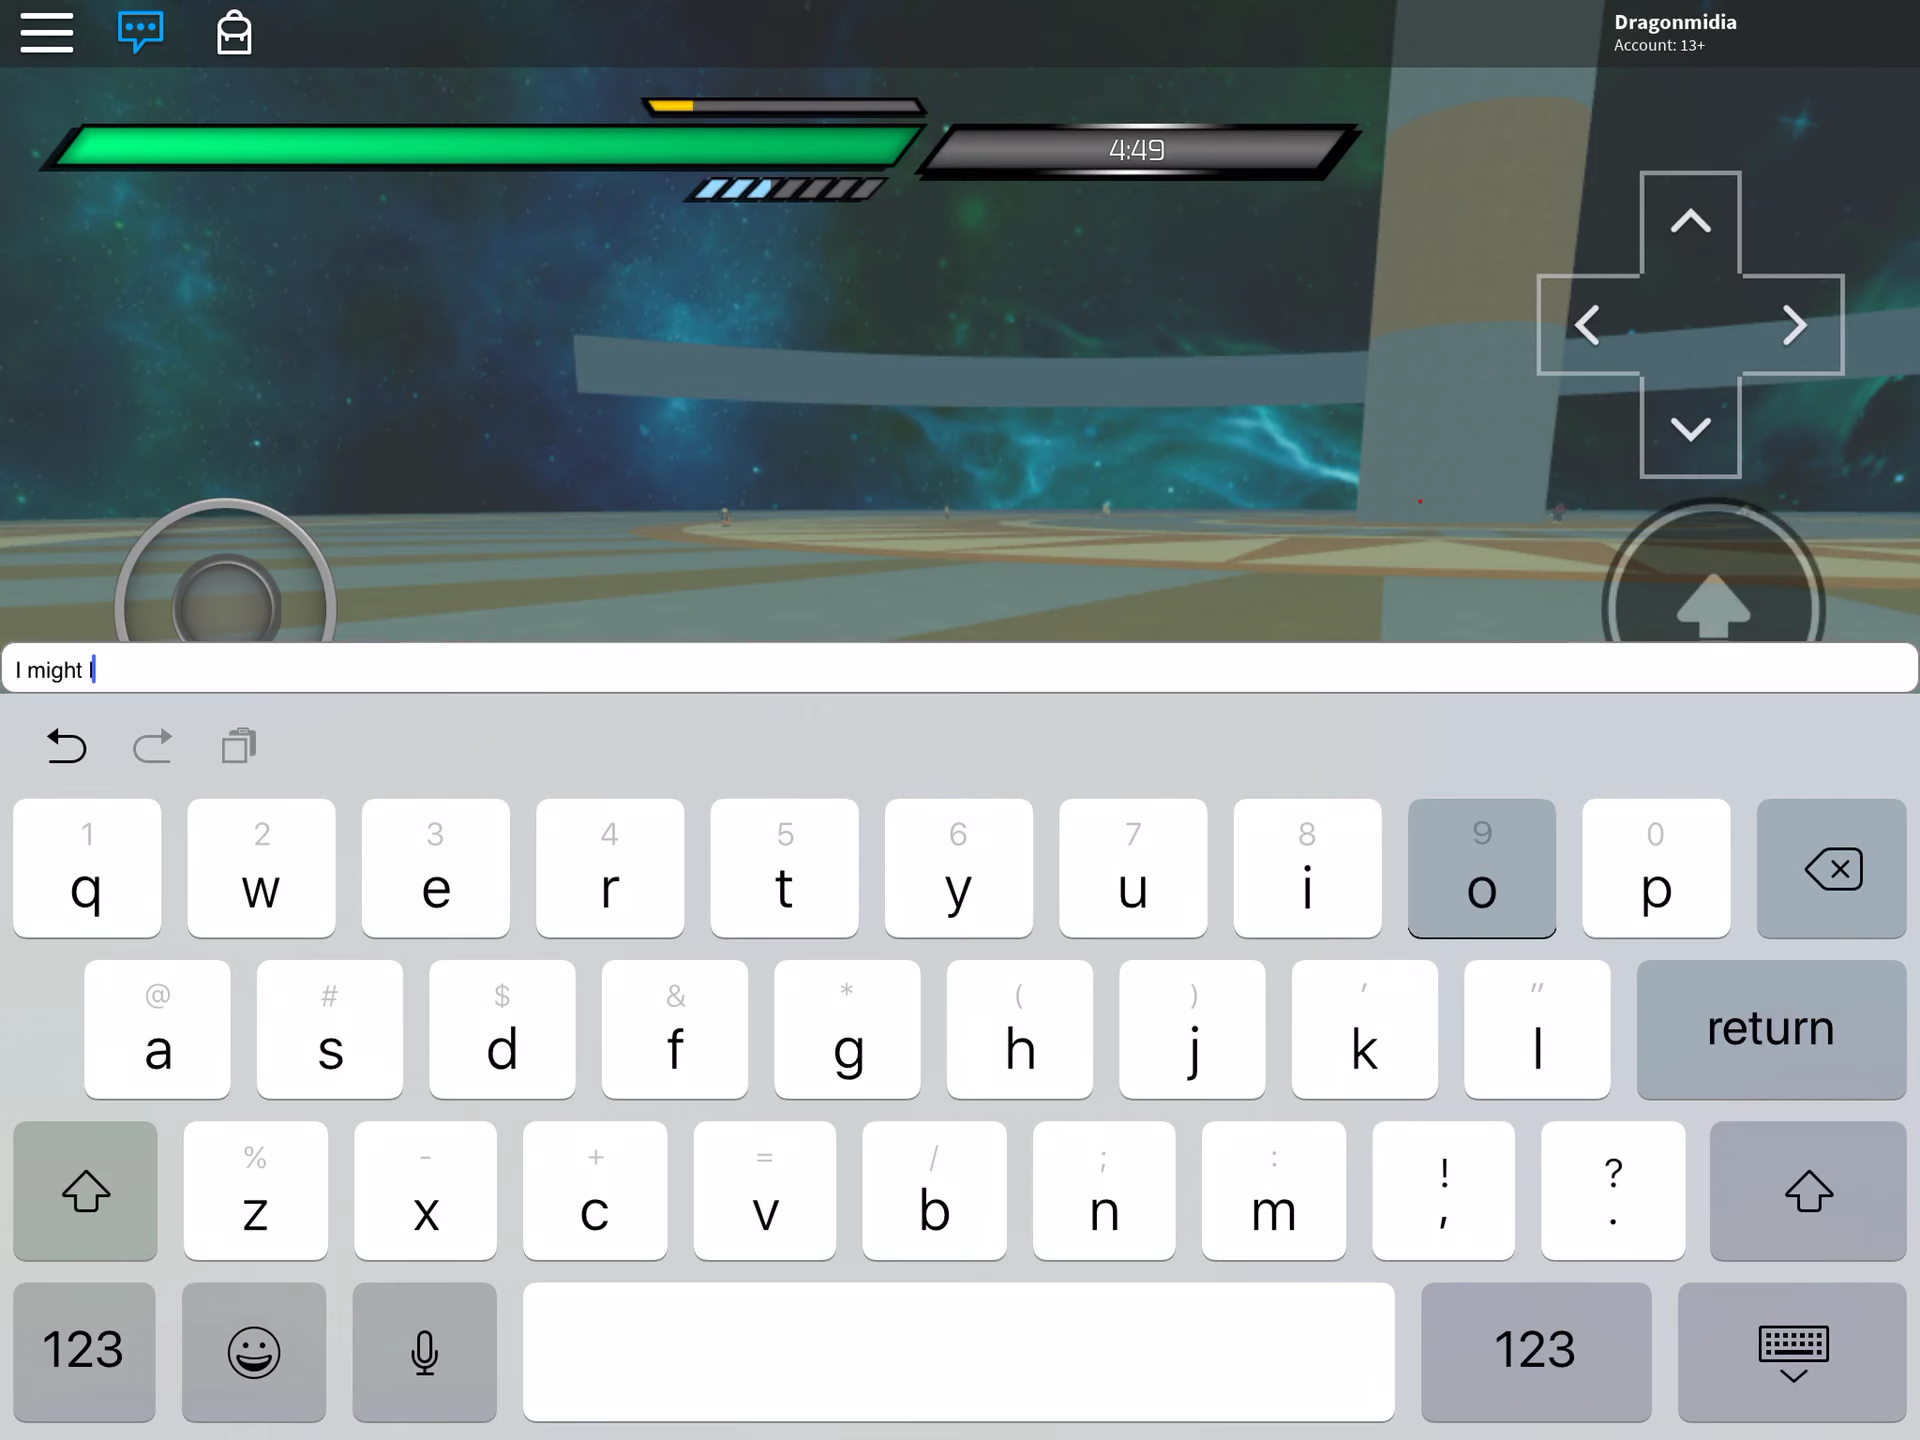 Dragonmidia
Account: 13+
4:49
I might l
1 2 3 4 5 6 7 8 9 0
q w e r t y u i o p
@ # $ & * ( ) ' "
a s d f g h j k l return
% - + = / ; : ! ?
z x c v b n m , .
123 123